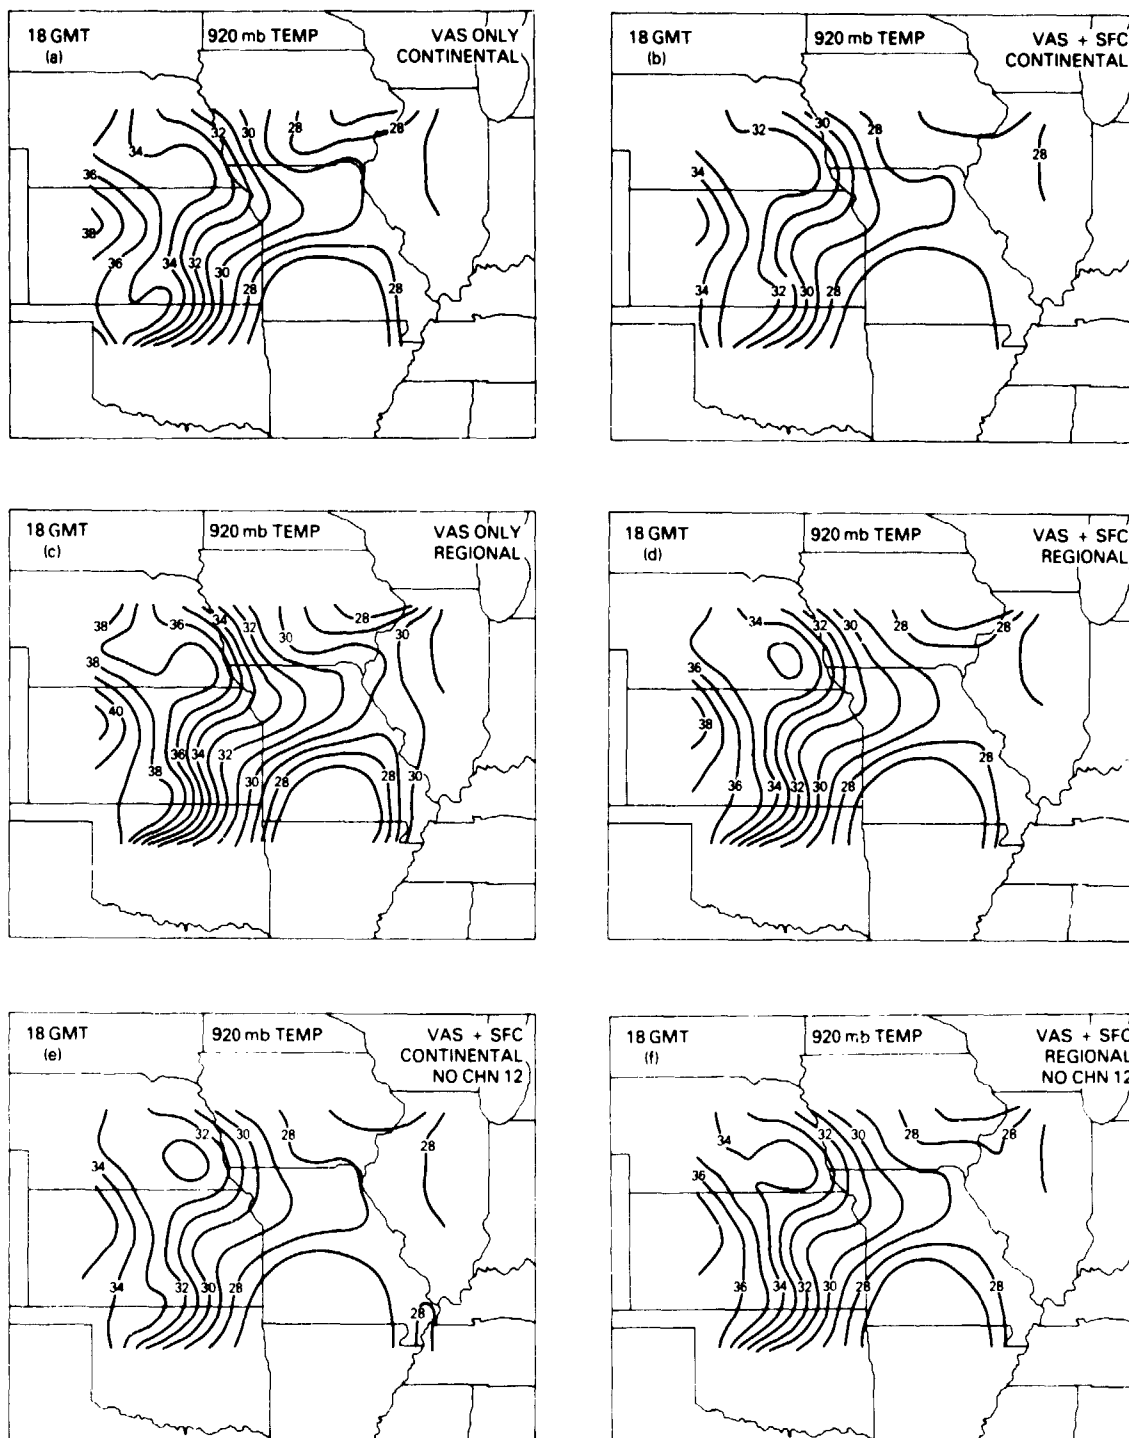 18 GMT
(a)
920 mb TEMP
VAS ONLY
CONTINENTAL
32
30
28
28
34
36
38
36
34
32
30
28
28
18 GMT
(b)
920 mb TEMP
VAS + SFC
CONTINENTAL
30
32
28
28
34
34
32
30
28
18 GMT
(c)
920 mb TEMP
VAS ONLY
REGIONAL
38
36
34
32
30
28
30
38
40
36
34
32
38
30
28
28
30
18 GMT
(d)
920 mb TEMP
VAS + SFC
REGIONAL
34
32
30
28
28
36
38
28
36
34
32
30
28
18 GMT
(e)
920 mb TEMP
VAS + SFC
CONTINENTAL
NO CHN 12
32
30
28
28
34
34
32
30
28
28
18 GMT
(f)
920 mb TEMP
VAS + SFC
REGIONAL
NO CHN 12
34
32
30
28
28
36
36
34
32
30
28
28